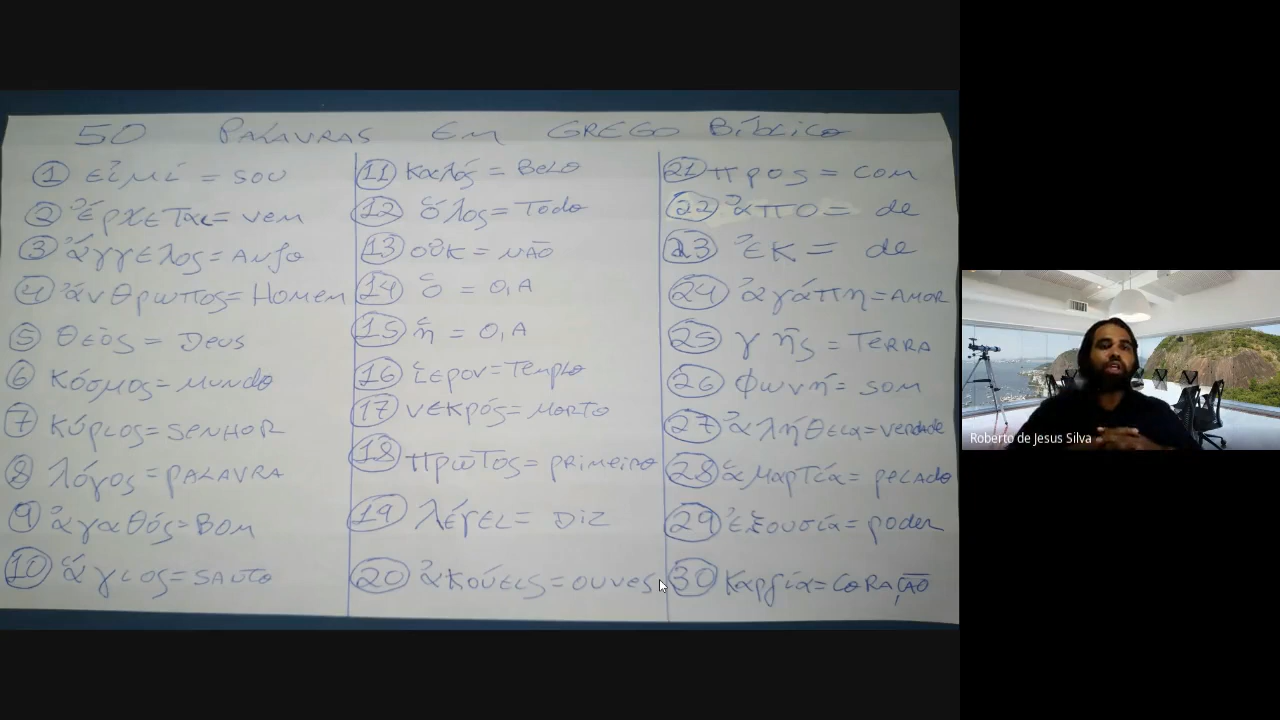 50 PALAVRAS EM GREGO Bíblico
1 εἰμί = sou
2 ἔρχεται = vem
3 ἄγγελος = Anjo
4 ἄνθρωπος = Homem
5 θεὸς = Deus
6 κόσμος = mundo
7 κύριος = SENHOR
8 λόγος = PALAVRA
9 ἀγαθός = BOM
10 ἅγιος = SANTO
11 καλός = BELO
12 ὅλος = Todo
13 οὐκ = NÃO
14 ὁ = O, A
15 ἡ = O, A
16 ἱερον = Templo
17 νεκρός = MORTO
18 πρῶτος = primeiro
19 λέγει = Diz
20 ἀκούεις = ouves
21 προς = com
22 ἀπο = de
23 ἐκ = de
24 ἀγάπη = AMOR
25 γῆς = TERRA
26 φωνή = som
27 ἀλήθεια = verdade
28 ἁμαρτία = pecado
29 ἐξουσία = poder
30 καρδία = CORAÇÃO
Roberto de Jesus Silva